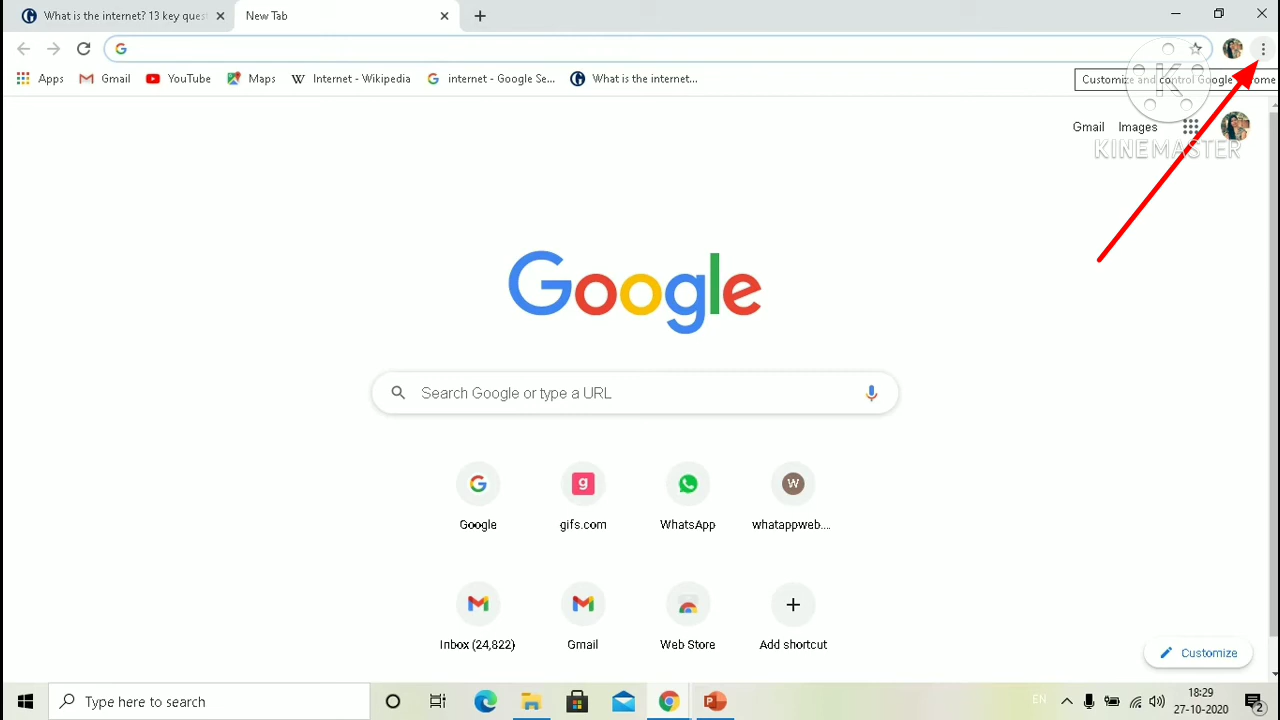 What is the internet? 13 key ques
New Tab
Apps
Gmail
YouTube
Maps
Internet - Wikipedia
internet - Google Se...
What is the internet...
Customize and control Google Chrome
Gmail
Images
KINEMASTER
Google
Search Google or type a URL
Google
gifs.com
WhatsApp
whatappweb....
Inbox (24,822)
Gmail
Web Store
Add shortcut
Customize
Type here to search
EN
18:29
27-10-2020
2